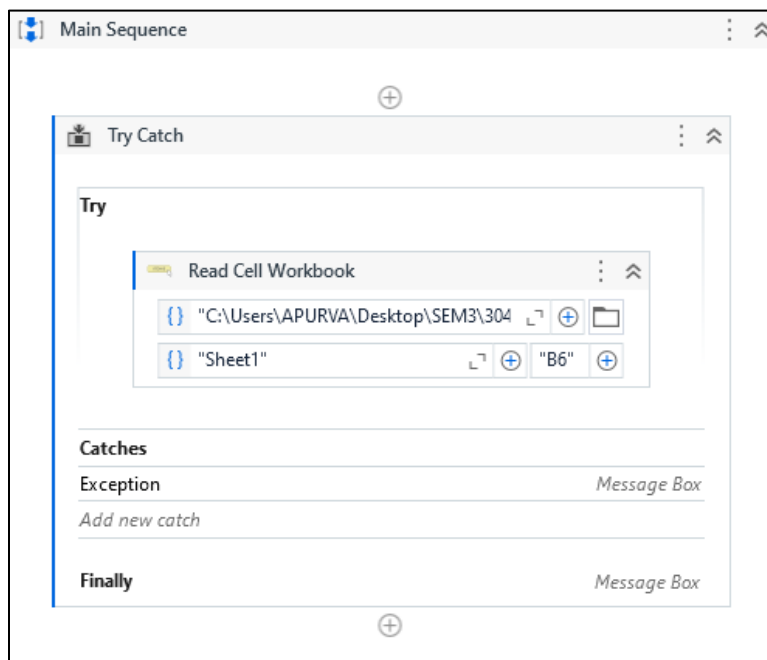 Main Sequence
Try Catch
Try
Read Cell Workbook
{} "C:\Users\APURVA\Desktop\SEM3\304
{} "Sheet1" "B6"
Catches
Exception Message Box
Add new catch
Finally Message Box